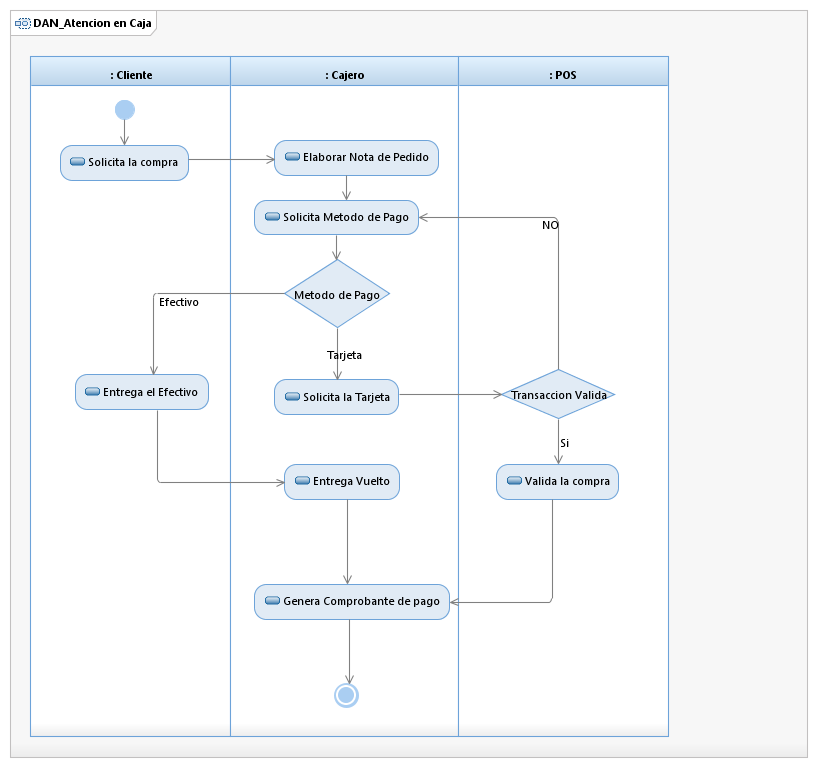 DAN_Atencion en Caja
: Cliente
: Cajero
: POS
Solicita la compra
Elaborar Nota de Pedido
Solicita Metodo de Pago
NO
Metodo de Pago
Efectivo
Tarjeta
Entrega el Efectivo
Solicita la Tarjeta
Transaccion Valida
Si
Entrega Vuelto
Valida la compra
Genera Comprobante de pago